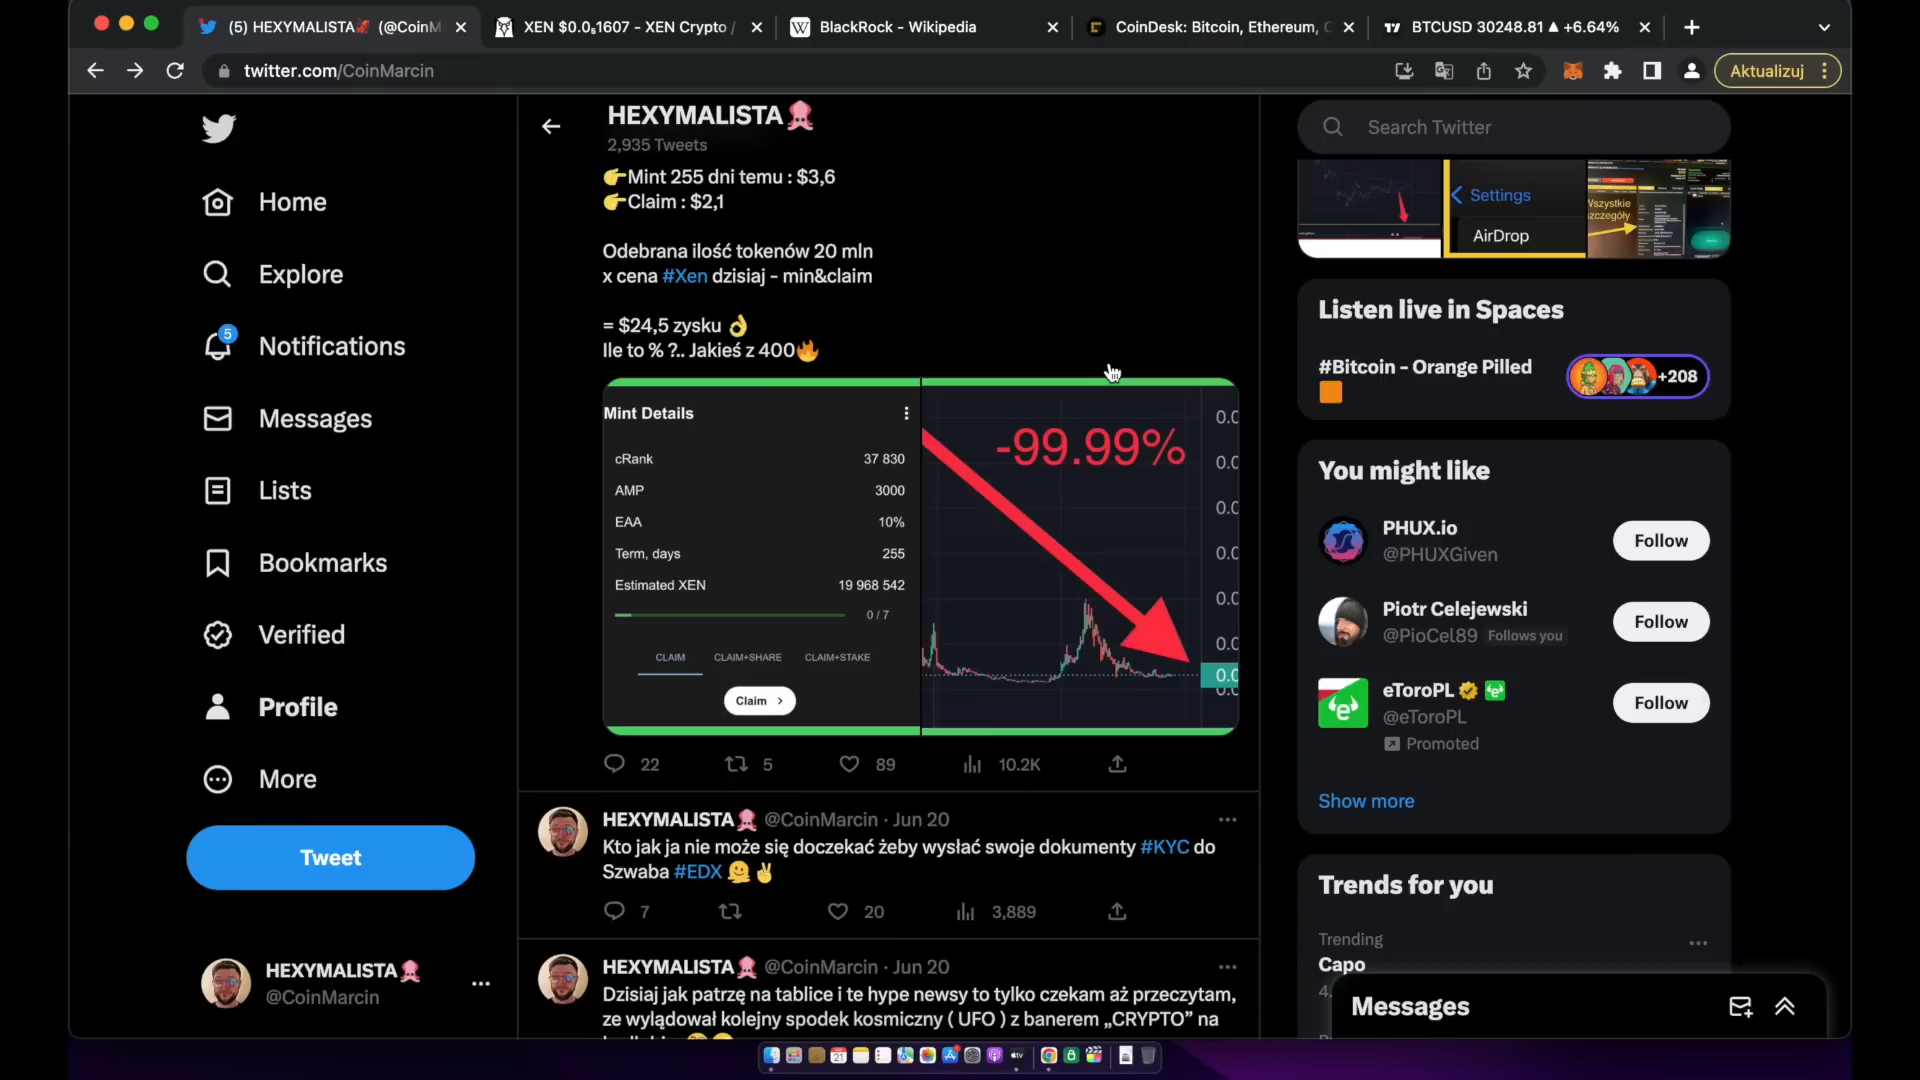 (5) HEXYMALISTA🦑 (@CoinM
XEN $0.0₅1607 - XEN Crypto /
BlackRock - Wikipedia
CoinDesk: Bitcoin, Ethereum, C
BTCUSD 30248.81 ▲ +6.64%
twitter.com/CoinMarcin
Aktualizuj
Home
Explore
5
Notifications
Messages
Lists
Bookmarks
Verified
Profile
More
Tweet
HEXYMALISTA🦑
@CoinMarcin
HEXYMALISTA🦑
2,935 Tweets
👉Mint 255 dni temu : $3,6
👉Claim : $2,1
Odebrana ilość tokenów 20 mln
x cena #Xen dzisiaj - min&claim
= $24,5 zysku 👌
Ile to % ?.. Jakieś z 400🔥
Mint Details
cRank 37 830
AMP 3000
EAA 10%
Term, days 255
Estimated XEN 19 968 542
0 / 7
CLAIM CLAIM+SHARE CLAIM+STAKE
Claim >
-99.99%
22 5 89 10.2K
HEXYMALISTA🦑 @CoinMarcin · Jun 20
Kto jak ja nie może się doczekać żeby wysłać swoje dokumenty #KYC do
Szwaba #EDX 🫠✌️
7 20 3,889
HEXYMALISTA🦑 @CoinMarcin · Jun 20
Dzisiaj jak patrzę na tablice i te hype newsy to tylko czekam aż przeczytam,
ze wylądował kolejny spodek kosmiczny ( UFO ) z banerem „CRYPTO” na
Search Twitter
Settings
AirDrop
Wszystkie
szczegóły
Listen live in Spaces
#Bitcoin - Orange Pilled
🟧
+208
You might like
PHUX.io
@PHUXGiven
Follow
Piotr Celejewski
@PioCel89 Follows you
Follow
eToroPL
@eToroPL
Promoted
Follow
Show more
Trends for you
Trending
Capo
Messages